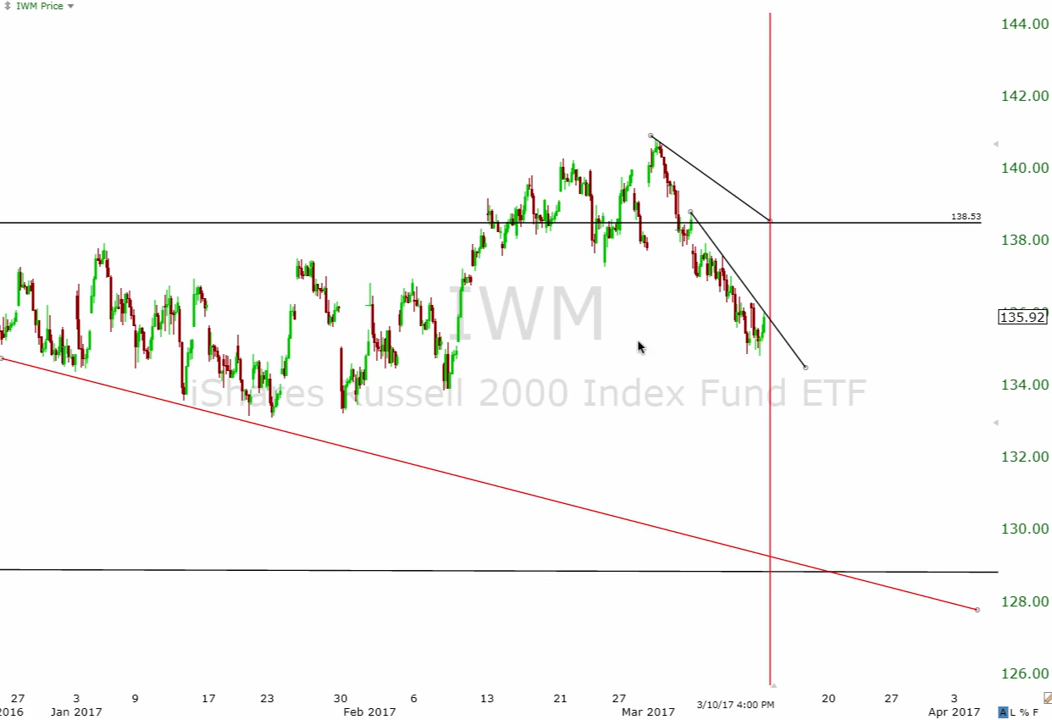 IWM Price
144.00
142.00
140.00
138.53
138.00
135.92
134.00
132.00
130.00
128.00
126.00
IWM
iShares Russell 2000 Index Fund ETF
27 3 9 17 23 30 6 13 21 27 3/10/17 4:00 PM 20 27 3
2016 Jan 2017 Feb 2017 Mar 2017 Apr 2017
A L % F